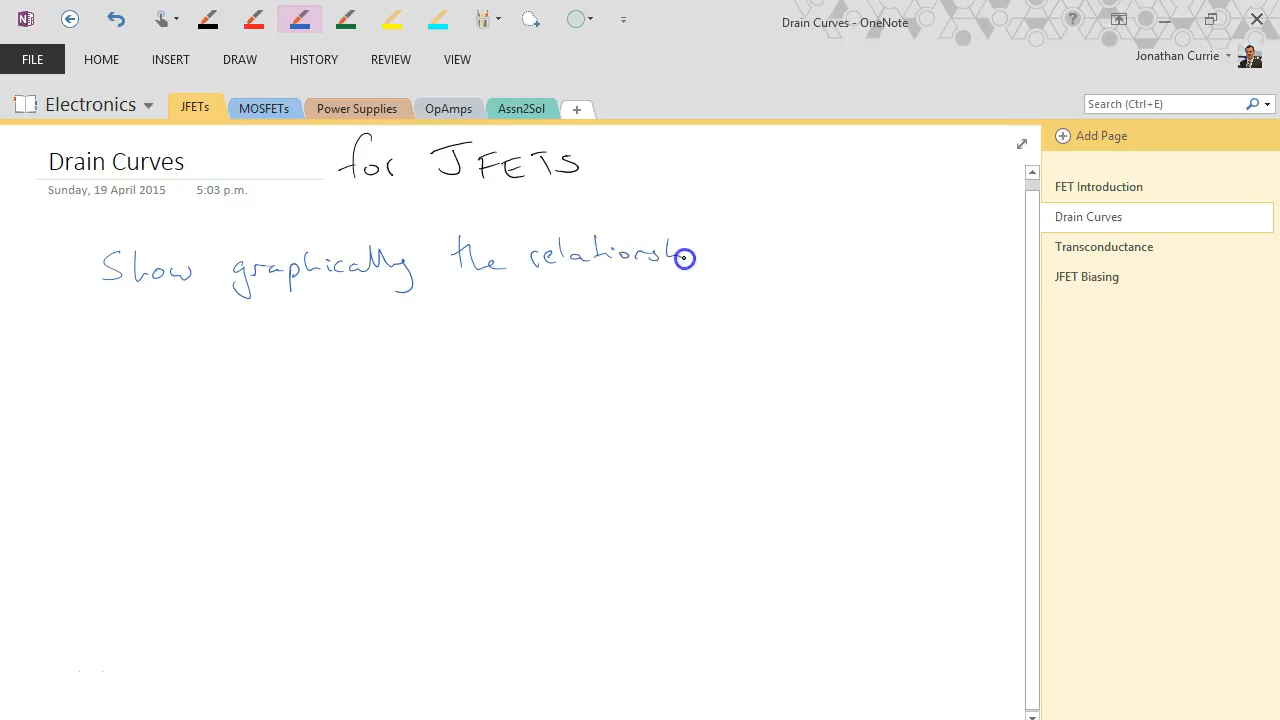 Drain Curves - OneNote
FILE HOME INSERT DRAW HISTORY REVIEW VIEW
Jonathan Currie
Electronics JFETs MOSFETs Power Supplies OpAmps Assn2Sol
Search (Ctrl+E)
Add Page
Drain Curves for JFETS
Sunday, 19 April 2015 5:03 p.m.
Show graphically the relationsh
FET Introduction
Drain Curves
Transconductance
JFET Biasing